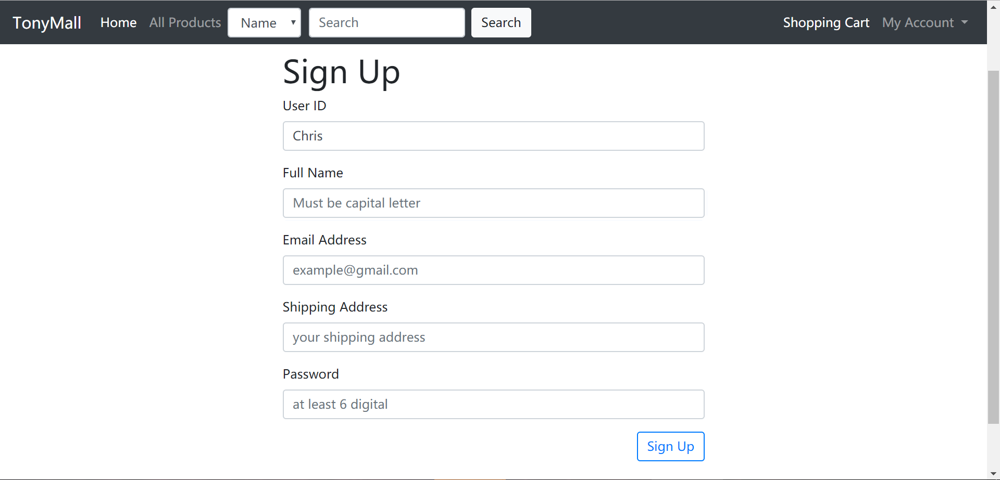 TonyMall Home All Products Name Search Search Shopping Cart My Account
Sign Up
User ID
Chris
Full Name
Must be capital letter
Email Address
example@gmail.com
Shipping Address
your shipping address
Password
at least 6 digital
Sign Up